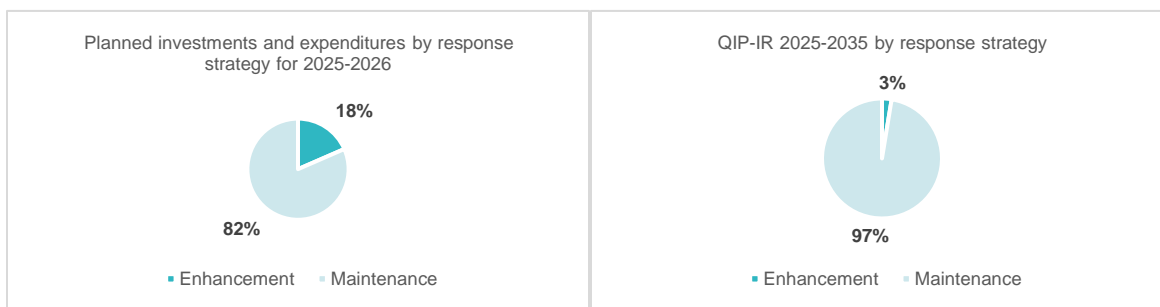 Planned investments and expenditures by response
strategy for 2025-2026
18%
82%
Enhancement Maintenance
QIP-IR 2025-2035 by response strategy
3%
97%
Enhancement Maintenance